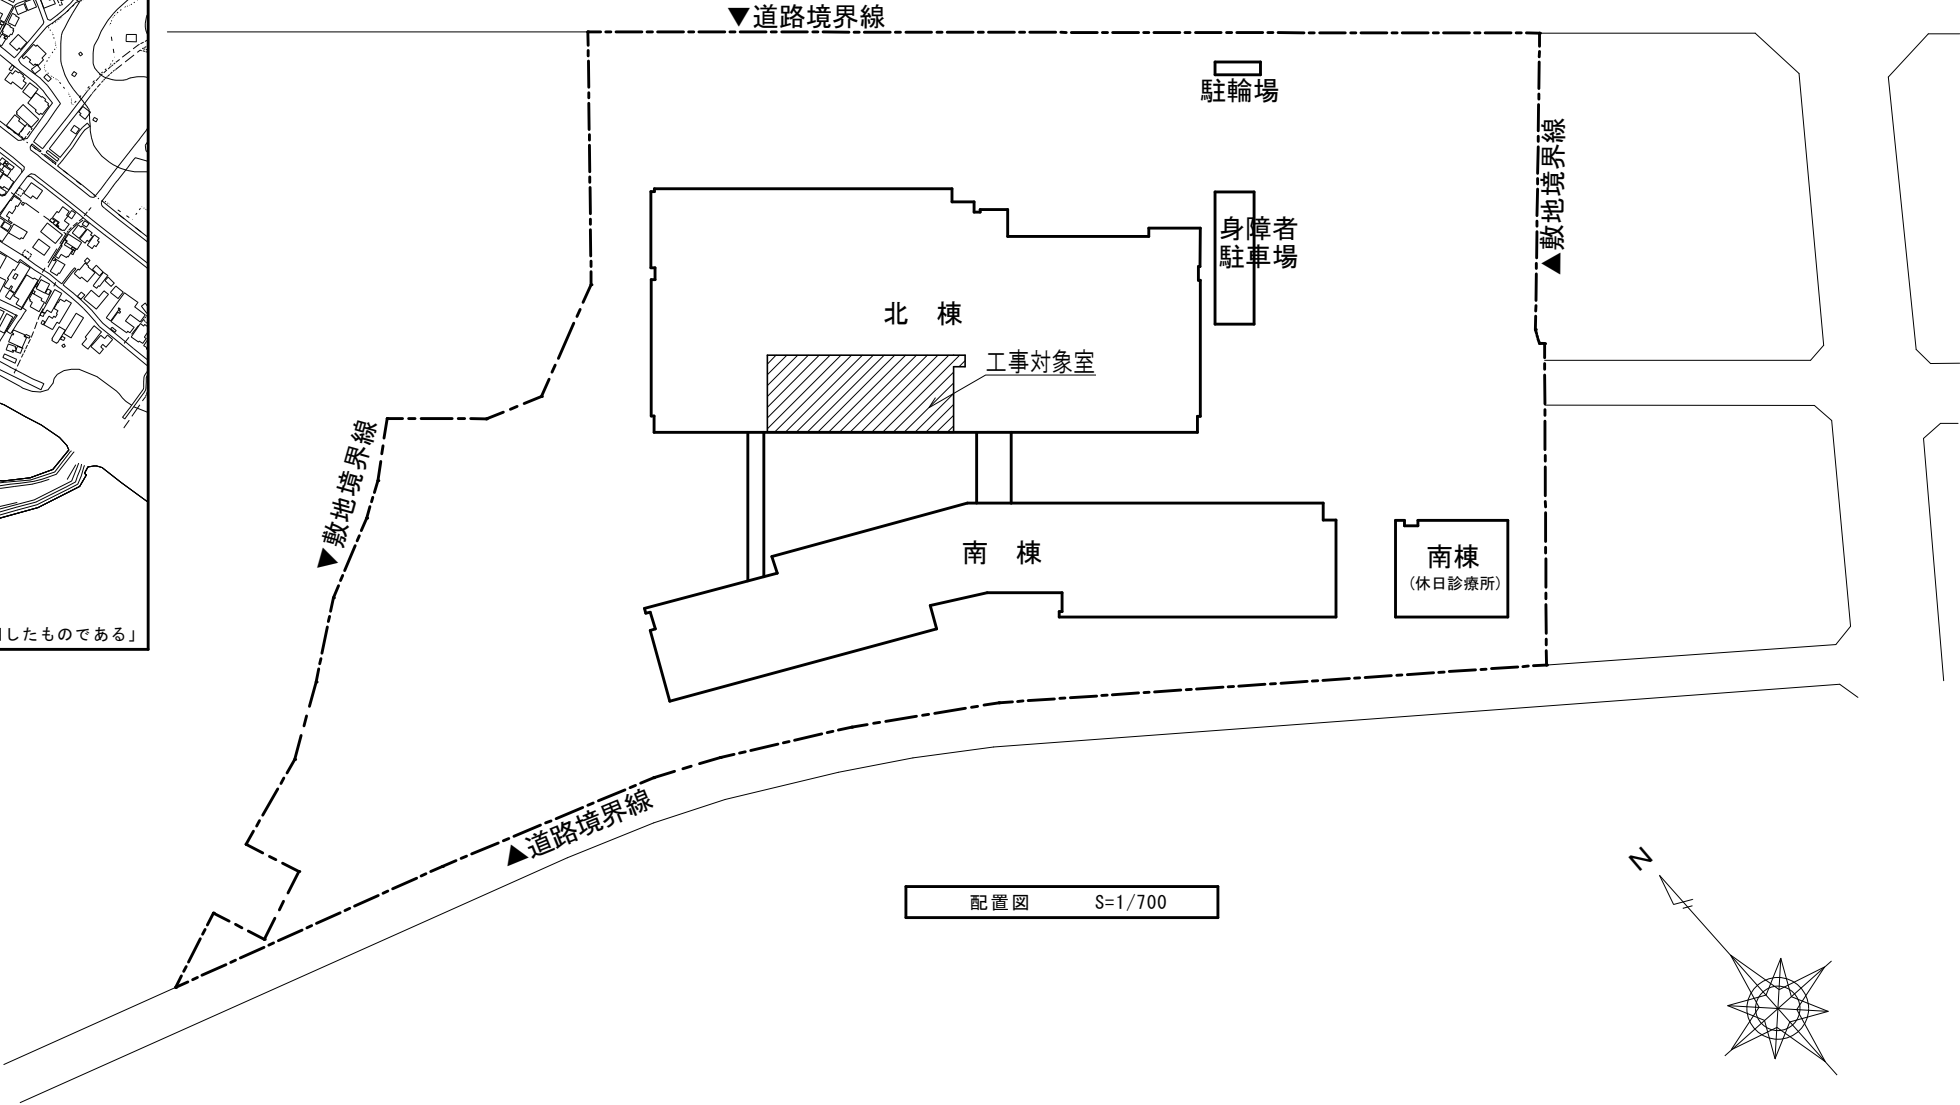 ▼道路境界線
駐輪場
▲敷地境界線
身障者
駐車場
北　棟
工事対象室
▼敷地境界線
南　棟
南棟
(休日診療所)
したものである」
▲道路境界線
配置図　S=1/700
N